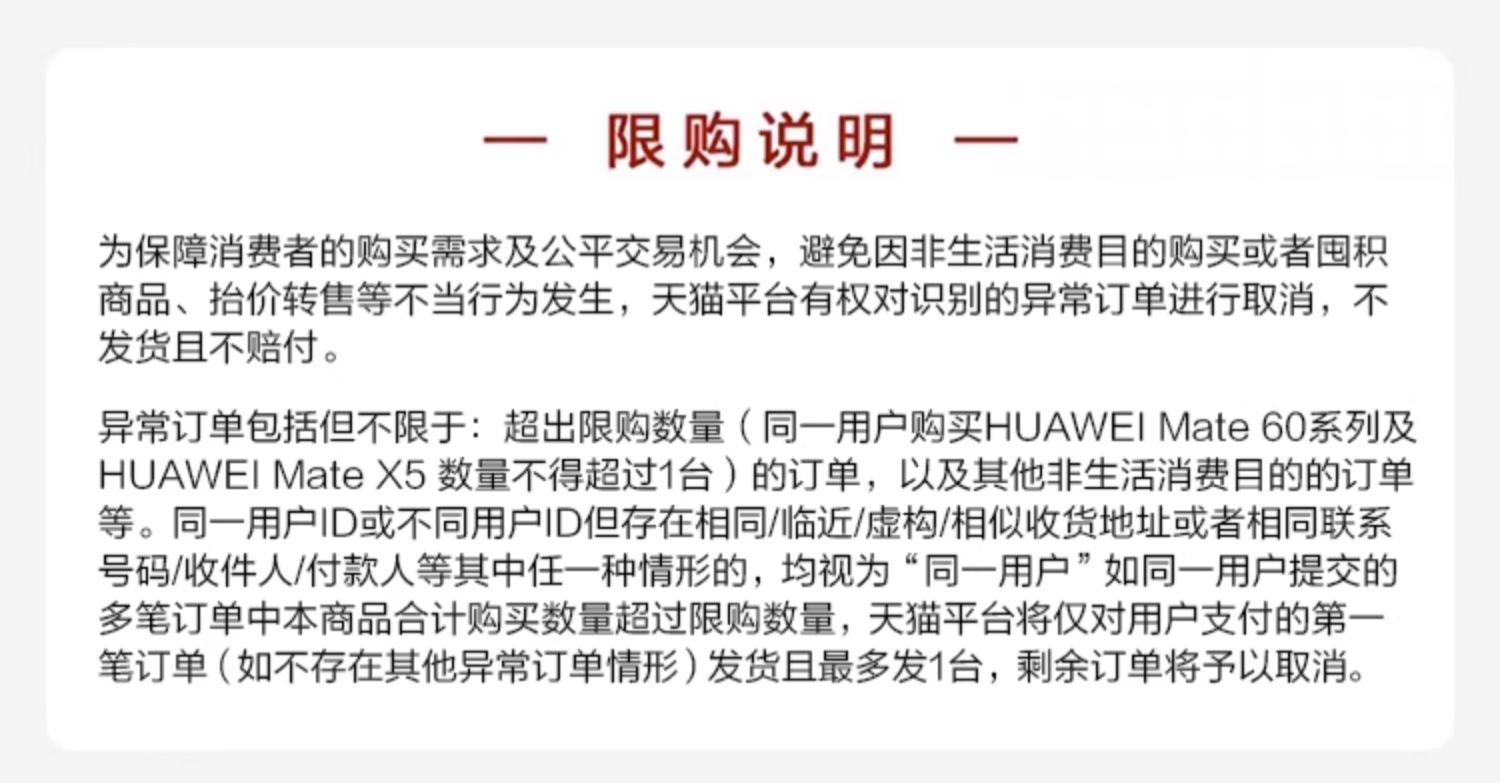 — 限购说明 —
为保障消费者的购买需求及公平交易机会，避免因非生活消费目的购买或者囤积
商品、抬价转售等不当行为发生，天猫平台有权对识别的异常订单进行取消，不
发货且不赔付。
异常订单包括但不限于：超出限购数量（同一用户购买HUAWEI Mate 60系列及
HUAWEI Mate X5 数量不得超过1台）的订单，以及其他非生活消费目的的订单
等。同一用户ID或不同用户ID但存在相同/临近/虚构/相似收货地址或者相同联系
号码/收件人/付款人等其中任一种情形的，均视为“同一用户”如同一用户提交的
多笔订单中本商品合计购买数量超过限购数量，天猫平台将仅对用户支付的第一
笔订单（如不存在其他异常订单情形）发货且最多发1台，剩余订单将予以取消。